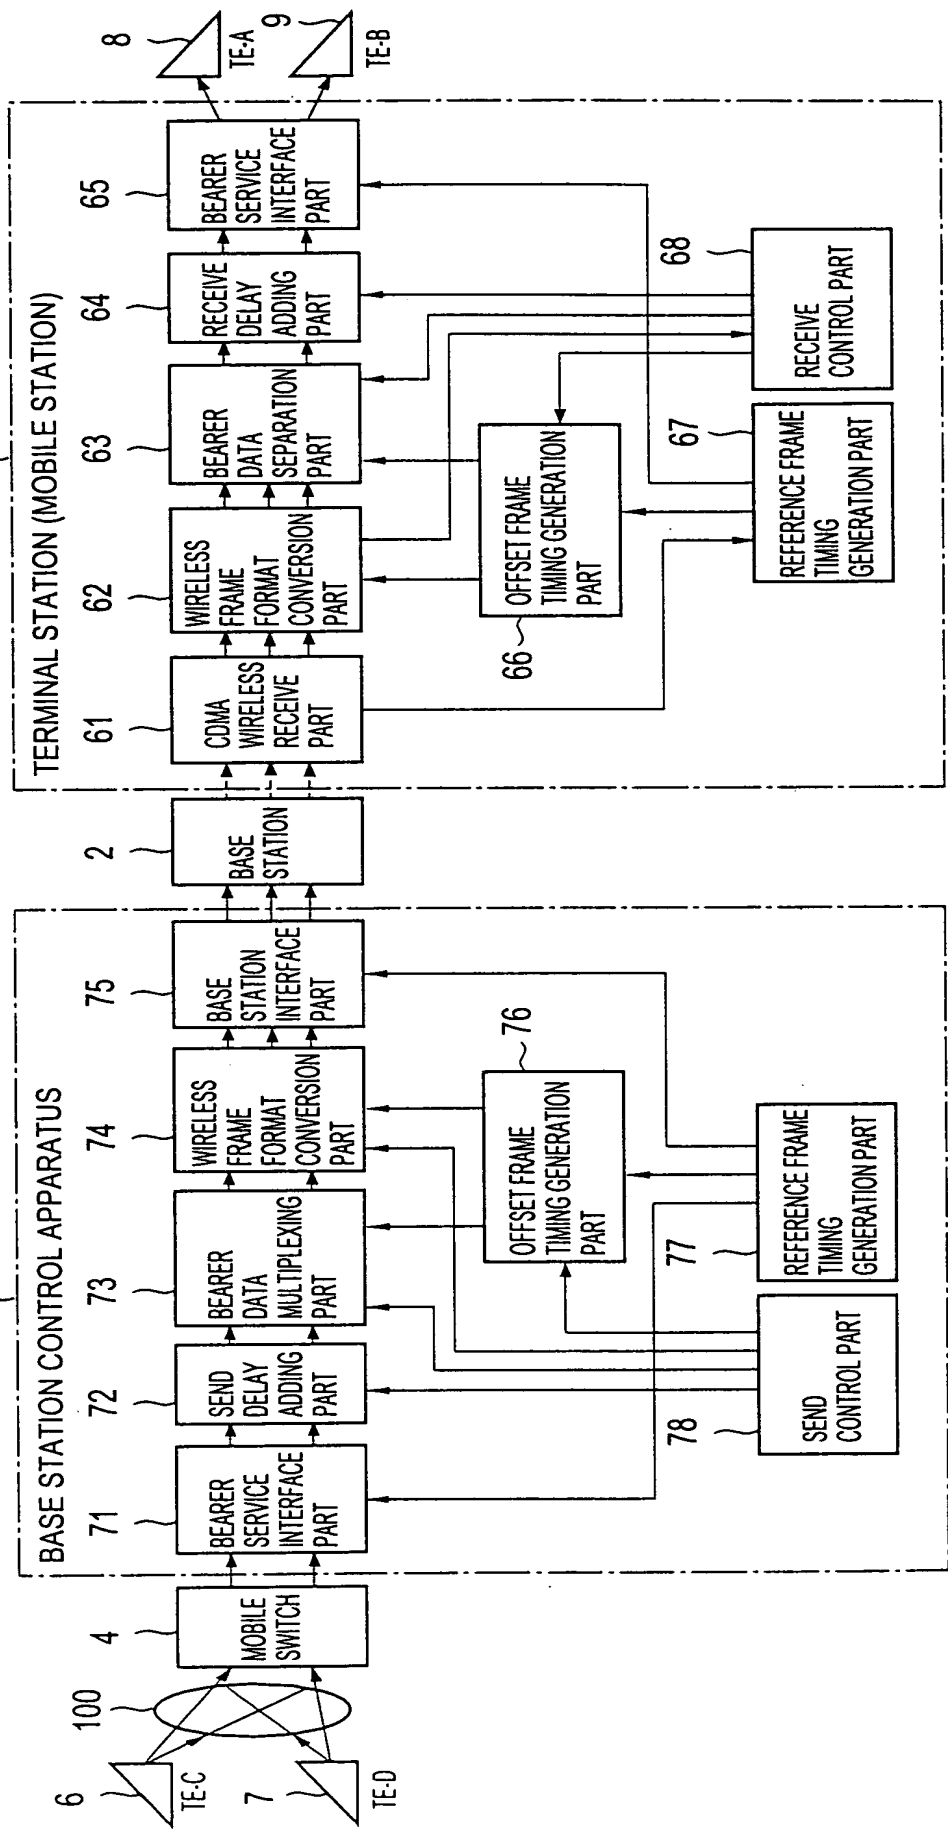 BASE STATION CONTROL APPARATUS
TERMINAL STATION (MOBILE STATION)
6
TE-C
7
TE-D
100
4
MOBILE
SWITCH
71
BEARER
SERVICE
INTERFACE
PART
72
SEND
DELAY
ADDING
PART
73
BEARER
DATA
MULTIPLEXING
PART
74
WIRELESS
FRAME
FORMAT
CONVERSION
PART
75
BASE
STATION
INTERFACE
PART
76
OFFSET FRAME
TIMING GENERATION
PART
78
SEND
CONTROL PART
77
REFERENCE FRAME
TIMING
GENERATION PART
2
BASE
STATION
61
CDMA
WIRELESS
RECEIVE
PART
62
WIRELESS
FRAME
FORMAT
CONVERSION
PART
63
BEARER
DATA
SEPARATION
PART
64
RECEIVE
DELAY
ADDING
PART
65
BEARER
SERVICE
INTERFACE
PART
8
TE-A
9
TE-B
66
OFFSET FRAME
TIMING GENERATION
PART
67
REFERENCE FRAME
TIMING
GENERATION PART
68
RECEIVE
CONTROL PART